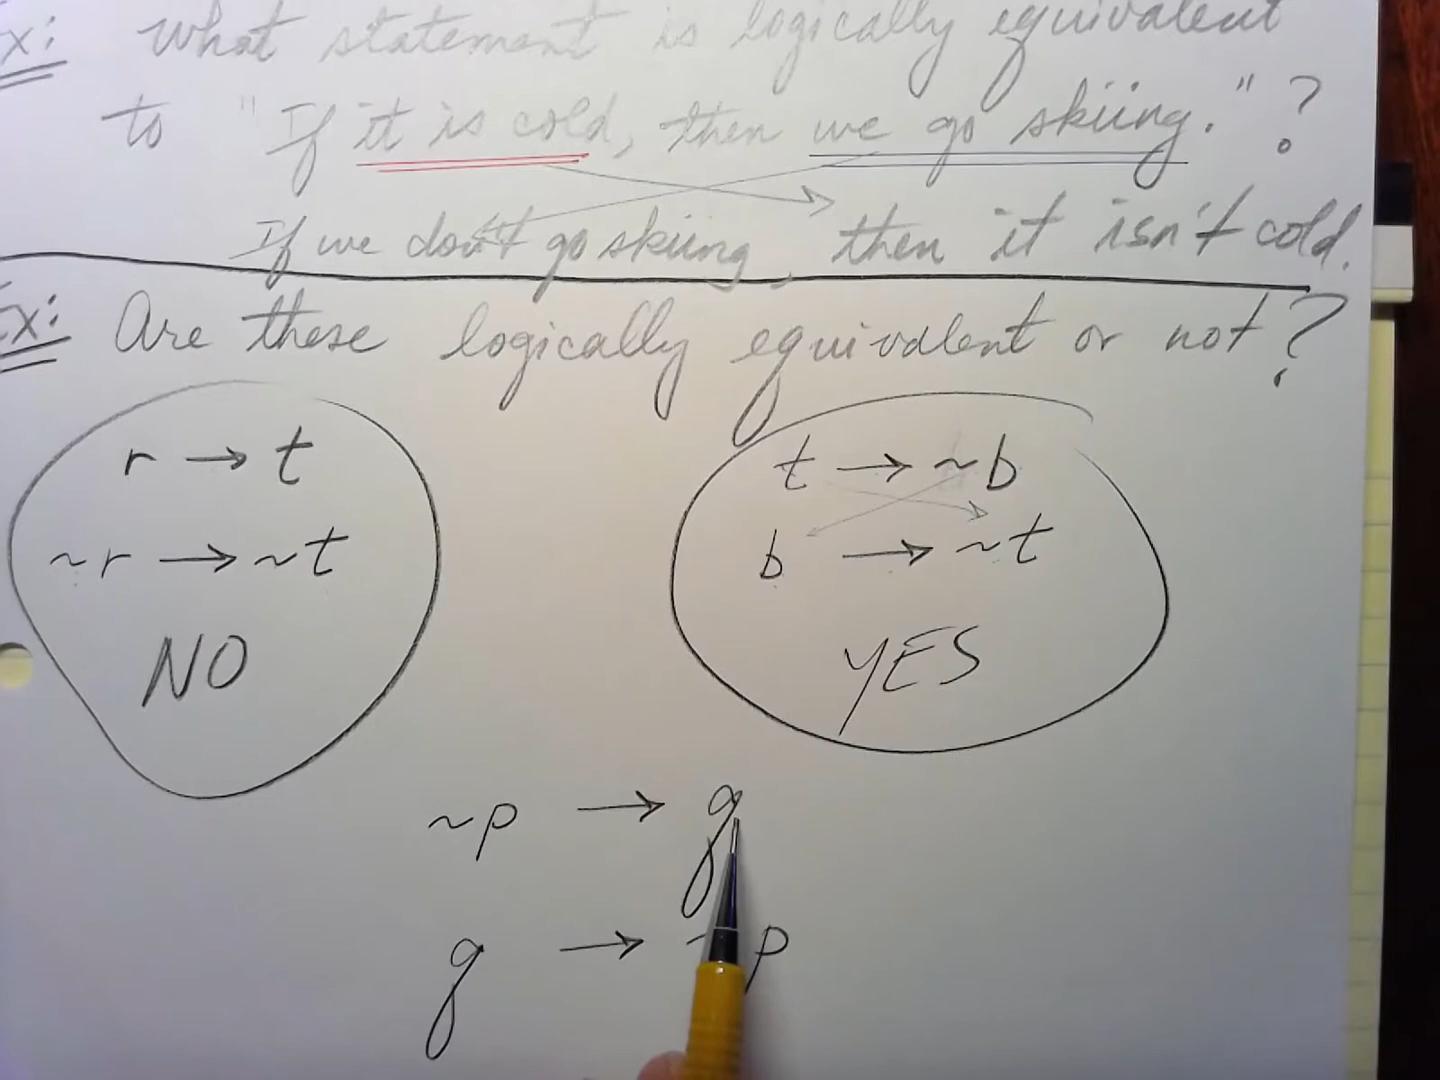 Ex: What statement is logically equivalent
to "If it is cold, then we go skiing."?
If we don't go skiing, then it isn't cold.
Ex: Are these logically equivalent or not?
r → t
~r → ~t
NO
t → ~b
b → ~t
YES
~p → g
g → ~p